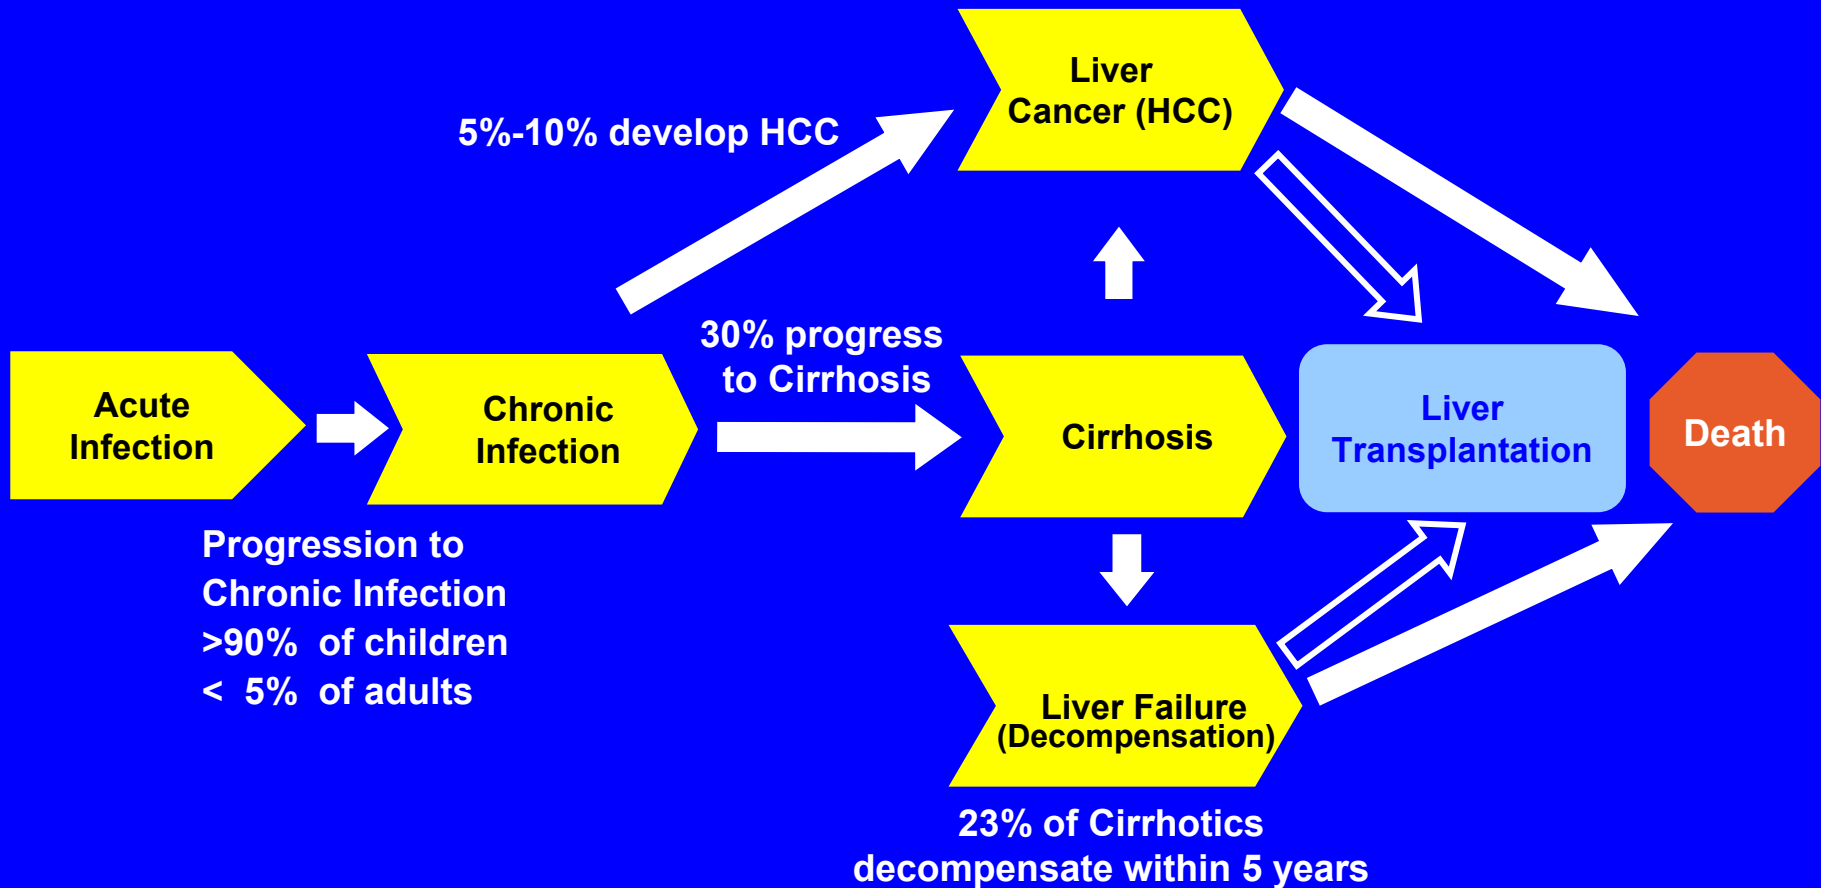 Liver
Cancer (HCC)
5%-10% develop HCC
30% progress
to Cirrhosis
Acute
Infection
Chronic
Infection
Cirrhosis
Liver
Transplantation
Death
Progression to
Chronic Infection
>90%  of children
<  5%  of adults
Liver Failure
(Decompensation)
23% of Cirrhotics
decompensate within 5 years